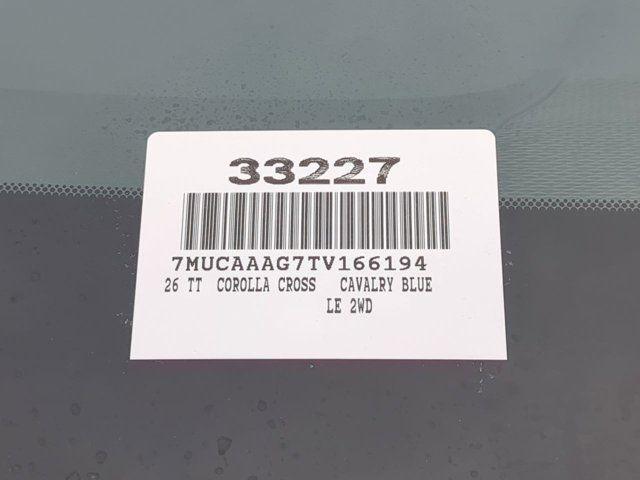 33227
7MUCAAAG7TV166194
26 TT COROLLA CROSS CAVALRY BLUE
LE 2WD